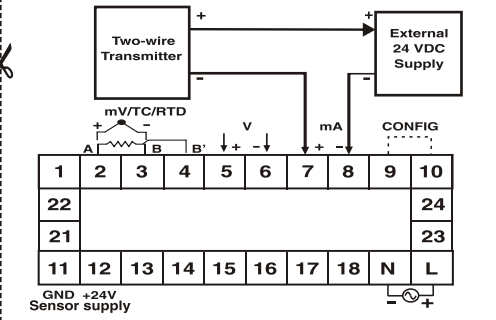 + +
Two-wire
Transmitter
External
24 VDC
Supply
- -
mV/TC/RTD
+ -
A B B'
V
+ -
mA
+ -
CONFIG
1 2 3 4 5 6 7 8 9 10
22 24
21 23
11 12 13 14 15 16 17 18 N L
GND +24V
Sensor supply
- +